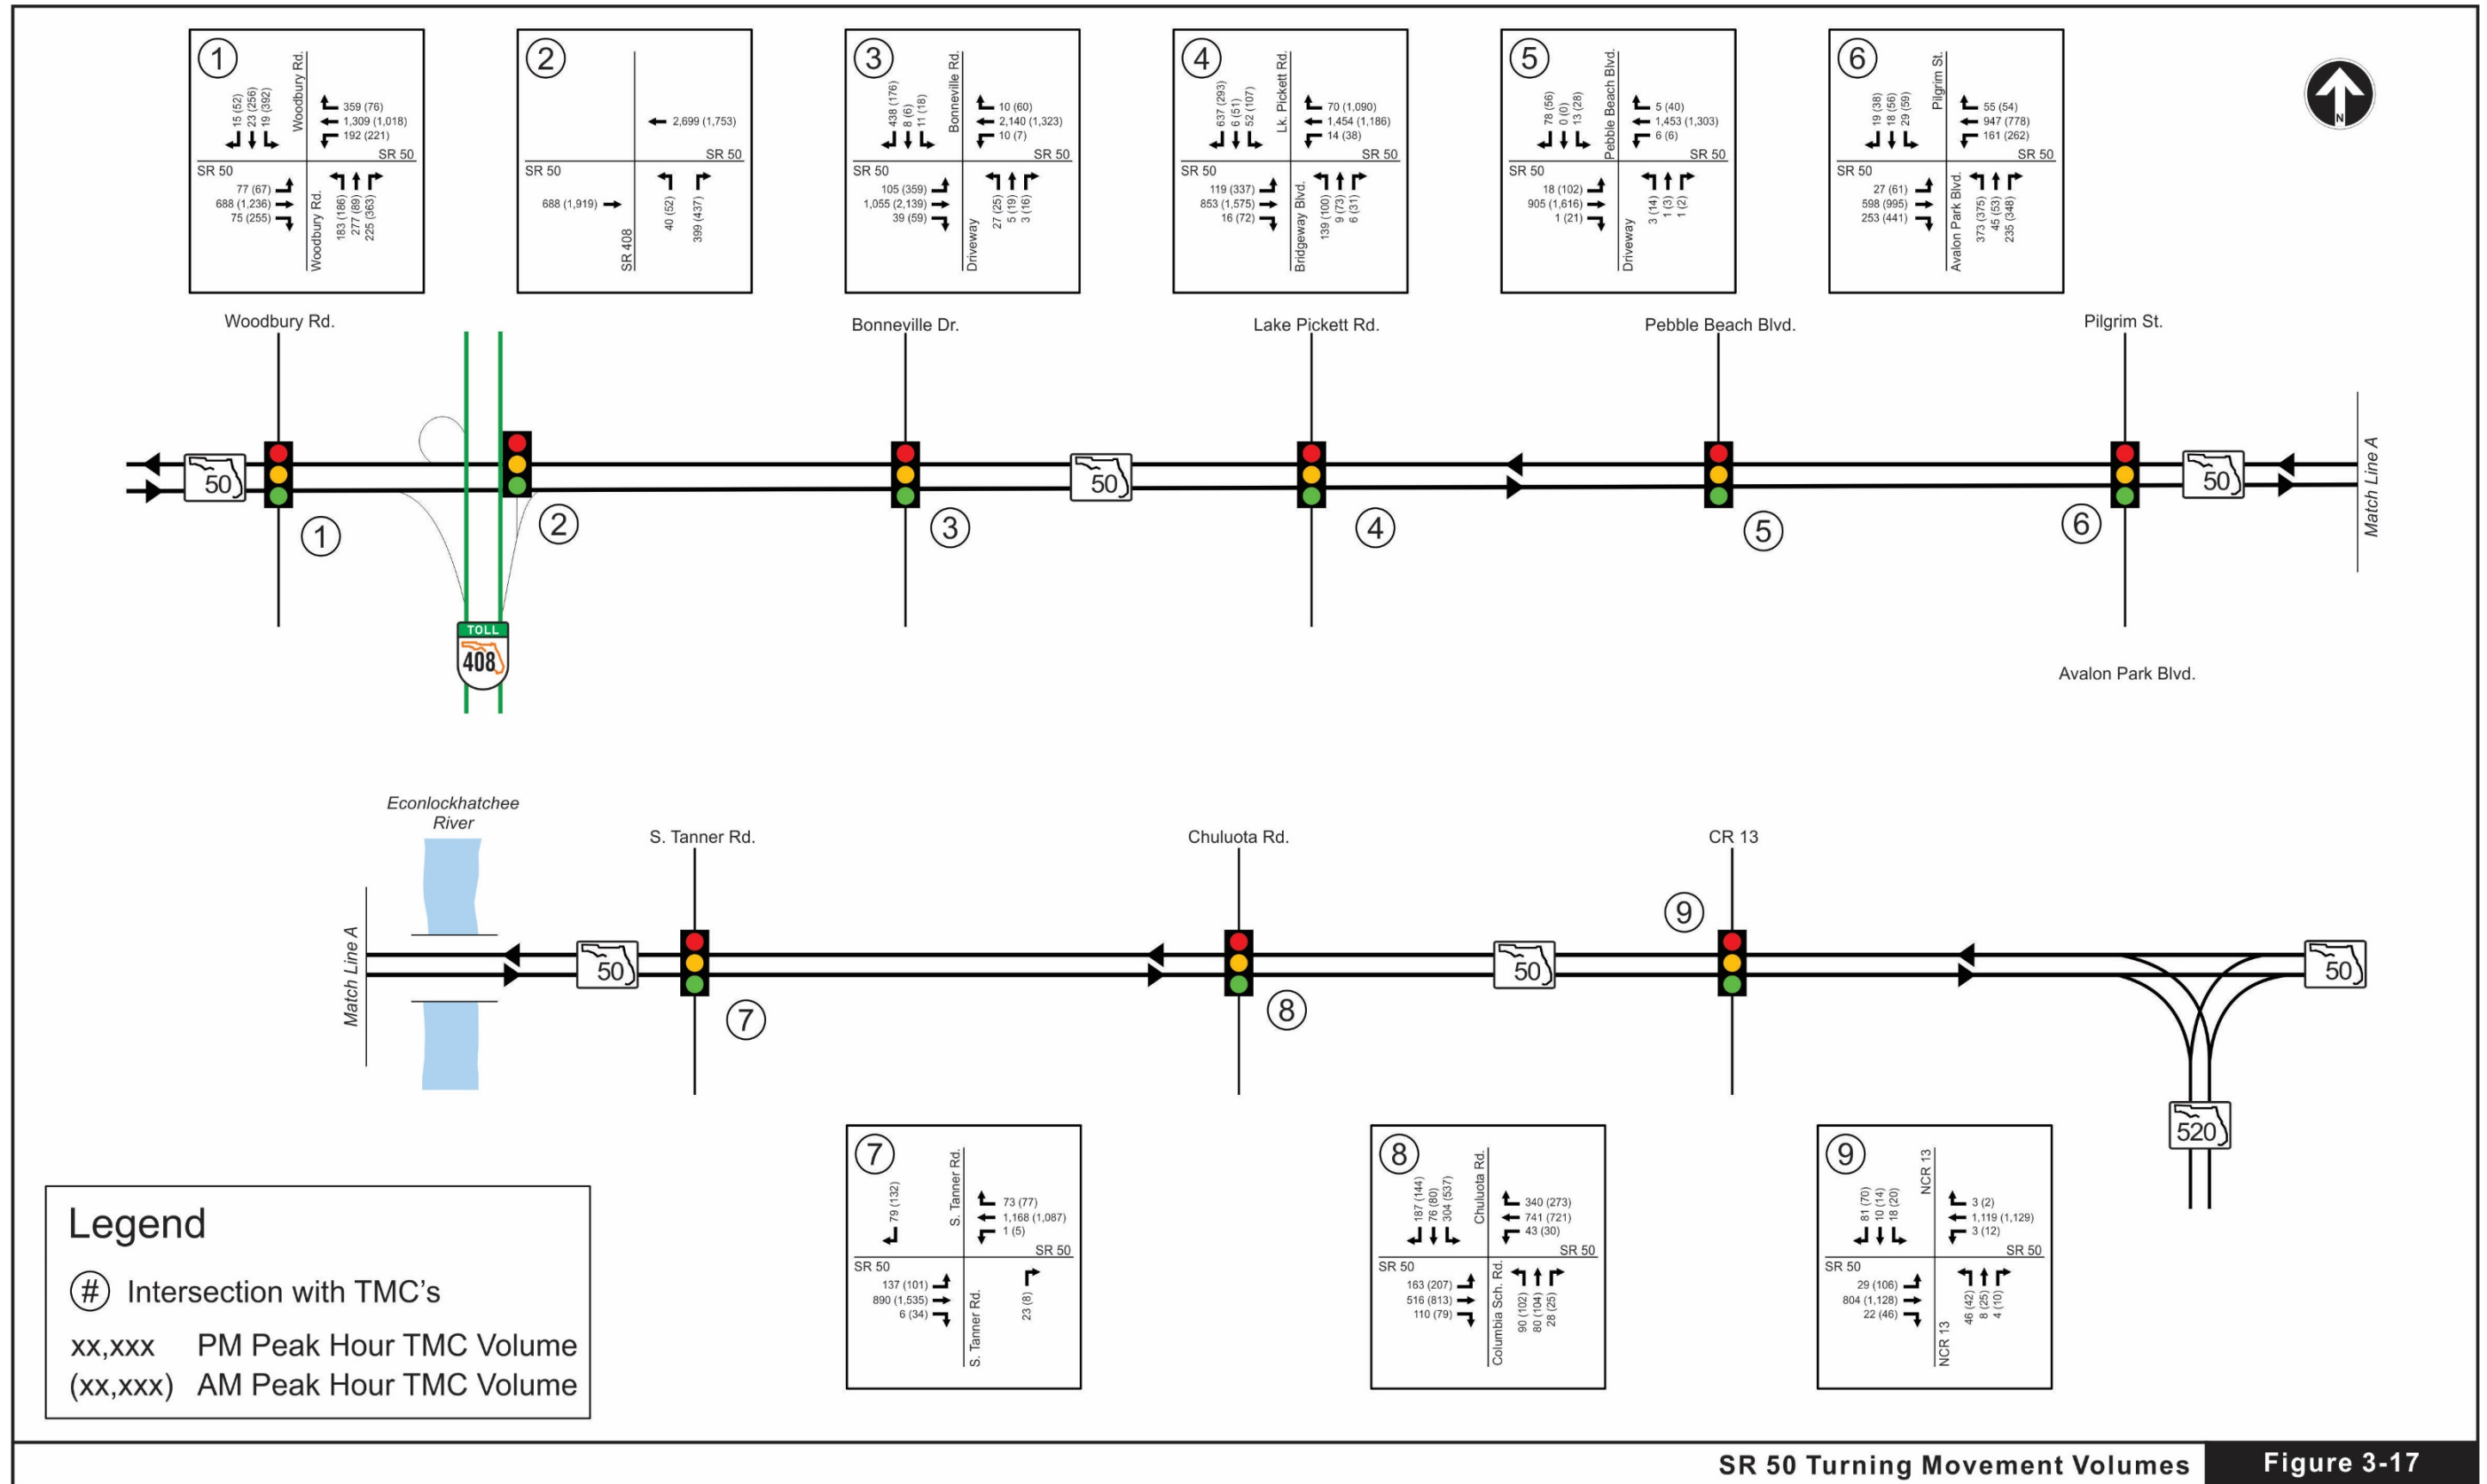 1
Woodbury Rd.
15 (52)
23 (256)
19 (392)
359 (76)
1,309 (1,018)
192 (221)
SR 50
SR 50
77 (67)
688 (1,236)
75 (255)
Woodbury Rd.
183 (186)
277 (89)
225 (363)
2
2,699 (1,753)
SR 50
SR 50
688 (1,919)
SR 408
40 (52)
399 (437)
3
438 (176)
8 (6)
11 (18)
Bonneville Rd.
10 (60)
2,140 (1,323)
10 (7)
SR 50
SR 50
105 (359)
1,055 (2,139)
39 (59)
Driveway
27 (25)
5 (19)
3 (16)
4
637 (293)
6 (51)
52 (107)
Lk. Pickett Rd.
70 (1,090)
1,454 (1,186)
14 (38)
SR 50
SR 50
119 (337)
853 (1,575)
16 (72)
Bridgeway Blvd.
139 (100)
9 (73)
6 (31)
5
78 (56)
0 (0)
13 (28)
Pebble Beach Blvd.
5 (40)
1,453 (1,303)
6 (6)
SR 50
SR 50
18 (102)
905 (1,616)
1 (21)
Driveway
3 (14)
1 (3)
1 (2)
6
19 (38)
18 (56)
29 (59)
Pilgrim St.
55 (54)
947 (778)
161 (262)
SR 50
SR 50
27 (61)
598 (995)
253 (441)
Avalon Park Blvd.
373 (375)
45 (53)
235 (348)
N
Woodbury Rd.
Bonneville Dr.
Lake Pickett Rd.
Pebble Beach Blvd.
Pilgrim St.
50
50
50
Match Line A
1
2
3
4
5
6
TOLL
408
Avalon Park Blvd.
Econlockhatchee
River
S. Tanner Rd.
Chuluota Rd.
CR 13
9
Match Line A
50
50
50
7
8
520
7
79 (132)
S. Tanner Rd.
73 (77)
1,168 (1,087)
1 (5)
SR 50
SR 50
137 (101)
890 (1,535)
6 (34)
S. Tanner Rd.
23 (8)
8
187 (144)
76 (80)
304 (537)
Chuluota Rd.
340 (273)
741 (721)
43 (30)
SR 50
SR 50
163 (207)
516 (813)
110 (79)
Columbia Sch. Rd.
90 (102)
80 (104)
28 (25)
9
81 (70)
10 (14)
18 (20)
NCR 13
3 (2)
1,119 (1,129)
3 (12)
SR 50
SR 50
29 (106)
804 (1,128)
22 (46)
NCR 13
46 (42)
8 (25)
4 (10)
Legend
# Intersection with TMC's
xx,xxx PM Peak Hour TMC Volume
(xx,xxx) AM Peak Hour TMC Volume
SR 50 Turning Movement Volumes
Figure 3-17